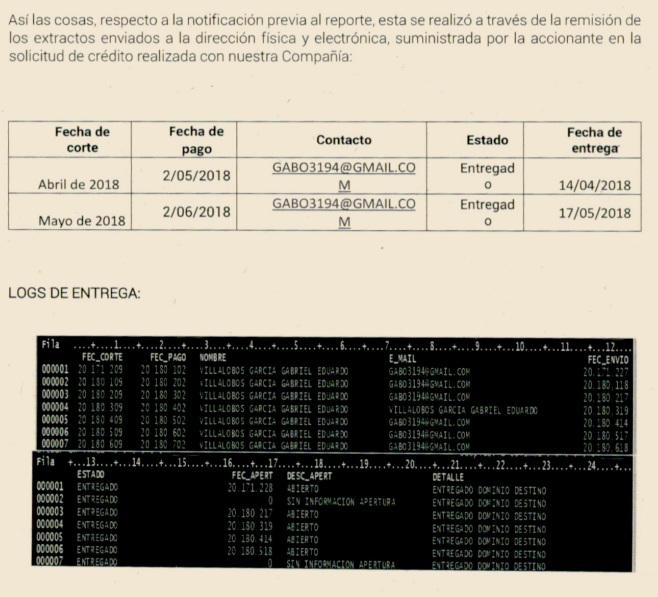 Así las cosas, respecto a la notificación previa al reporte, esta se realizó a través de la remisión de
los extractos enviados a la dirección física y electrónica, suministrada por la accionante en la
solicitud de crédito realizada con nuestra Compañía:
Fecha de corte Fecha de pago Contacto Estado Fecha de entrega
Abril de 2018 2/05/2018 GABO3194@GMAIL.COM Entregado 14/04/2018
Mayo de 2018 2/06/2018 GABO3194@GMAIL.COM Entregado 17/05/2018
LOGS DE ENTREGA:
Fila ....+....1....+....2....+....3....+....4....+....5....+....6....+....7....+....8....+....9....+...10....+...11....+...12....
FEC_CORTE FEC_PAGO NOMBRE E_MAIL FEC_ENVIO
000001 20.171.209 20.180.102 VILLALOBOS GARCIA GABRIEL EDUARDO GABO3194@GMAIL.COM 20.171.227
000002 20.180.109 20.180.202 VILLALOBOS GARCIA GABRIEL EDUARDO GABO3194@GMAIL.COM 20.180.118
000003 20.180.209 20.180.302 VILLALOBOS GARCIA GABRIEL EDUARDO GABO3194@GMAIL.COM 20.180.217
000004 20.180.309 20.180.402 VILLALOBOS GARCIA GABRIEL EDUARDO VILLALOBOS GARCIA GABRIEL EDUARDO 20.180.319
000005 20.180.409 20.180.502 VILLALOBOS GARCIA GABRIEL EDUARDO GABO3194@GMAIL.COM 20.180.414
000006 20.180.509 20.180.602 VILLALOBOS GARCIA GABRIEL EDUARDO GABO3194@GMAIL.COM 20.180.517
000007 20.180.609 20.180.702 VILLALOBOS GARCIA GABRIEL EDUARDO GABO3194@GMAIL.COM 20.180.618
Fila +...13....+...14....+...15....+...16....+...17....+...18....+...19....+...20....+...21....+...22....+...23....+...24....+...
ESTADO FEC_APERT DESC_APERT DETALLE
000001 ENTREGADO 20.171.228 ABIERTO ENTREGADO DOMINIO DESTINO
000002 ENTREGADO 0 SIN INFORMACION APERTURA ENTREGADO DOMINIO DESTINO
000003 ENTREGADO 20.180.217 ABIERTO ENTREGADO DOMINIO DESTINO
000004 ENTREGADO 20.180.319 ABIERTO ENTREGADO DOMINIO DESTINO
000005 ENTREGADO 20.180.414 ABIERTO ENTREGADO DOMINIO DESTINO
000006 ENTREGADO 20.180.518 ABIERTO ENTREGADO DOMINIO DESTINO
000007 ENTREGADO 0 SIN INFORMACION APERTURA ENTREGADO DOMINIO DESTINO